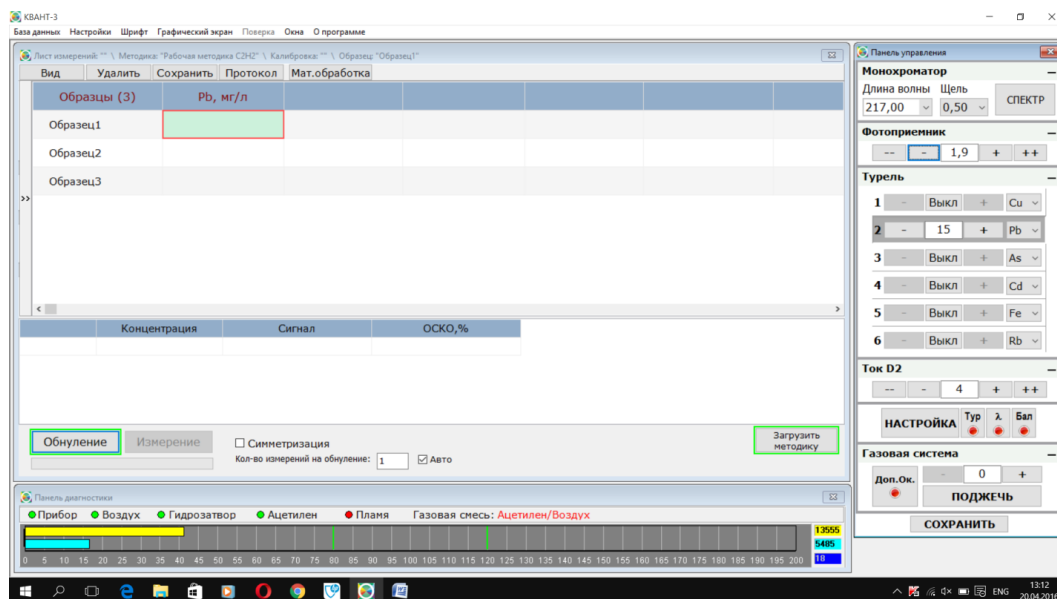 КВАНТ-3
База данных Настройки Шрифт Графический экран Поверка Окна О программе
Лист измерений: "" \ Методика: "Рабочая методика C2H2" \ Калибровка: "" \ Образец: "Образец1"
Вид Удалить Сохранить Протокол Мат.обработка
Образцы (3) Pb, мг/л
Образец1
Образец2
Образец3
>>
Концентрация Сигнал ОСКО,%
Обнуление Измерение Симметризация
Кол-во измерений на обнуление: 1 Авто
Загрузить
методику
Панель диагностики
Прибор Воздух Гидрозатвор Ацетилен Пламя Газовая смесь: Ацетилен/Воздух
13555
5485
0 5 10 15 20 25 30 35 40 45 50 55 60 65 70 75 80 85 90 95 100 105 110 115 120 125 130 135 140 145 150 155 160 165 170 175 180 185 190 195 200 10
Панель управления
Монохроматор
Длина волны Щель
217,00 0,50 СПЕКТР
Фотоприемник
-- - 1,9 + ++
Турель
1 - Выкл + Cu
2 - 15 + Pb
3 - Выкл + As
4 - Выкл + Cd
5 - Выкл + Fe
6 - Выкл + Rb
Ток D2
-- - 4 + ++
НАСТРОЙКА Тур λ Бал
Газовая система
Доп.Ок. - 0 +
ПОДЖЕЧЬ
СОХРАНИТЬ
ENG 13:12
20.04.2016